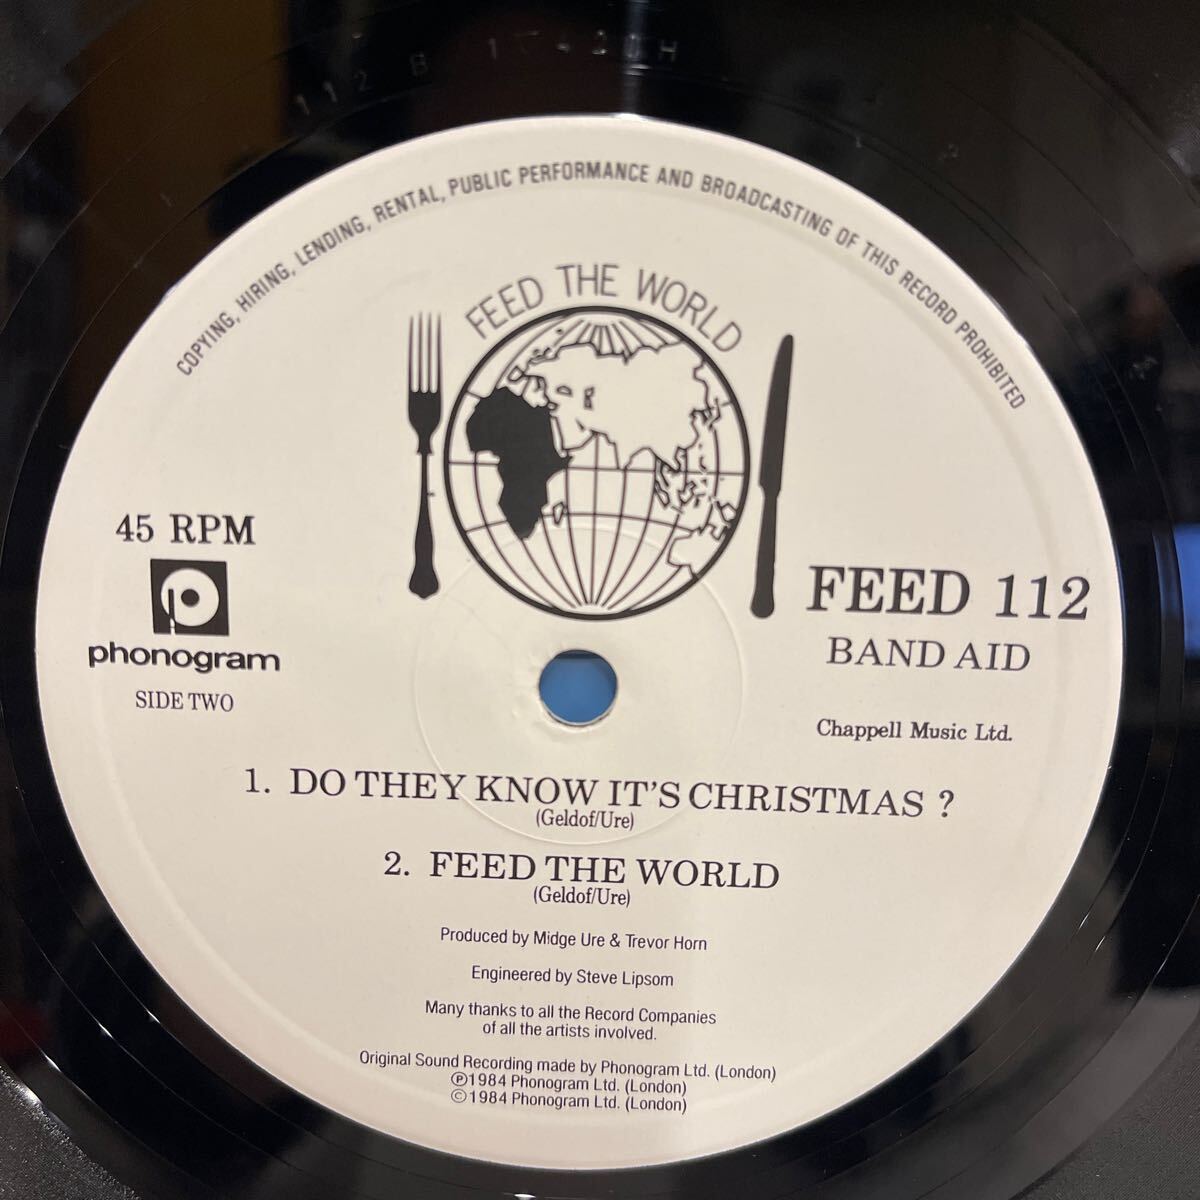 COPYING, HIRING, LENDING, RENTAL, PUBLIC PERFORMANCE AND BROADCASTING OF THIS RECORD PROHIBITED
FEED THE WORLD
45 RPM
phonogram
SIDE TWO
FEED 112
BAND AID
Chappell Music Ltd.
1. DO THEY KNOW IT'S CHRISTMAS ?
(Geldof/Ure)
2. FEED THE WORLD
(Geldof/Ure)
Produced by Midge Ure & Trevor Horn
Engineered by Steve Lipsom
Many thanks to all the Record Companies
of all the artists involved.
Original Sound Recording made by Phonogram Ltd. (London)
℗1984 Phonogram Ltd. (London)
©1984 Phonogram Ltd. (London)